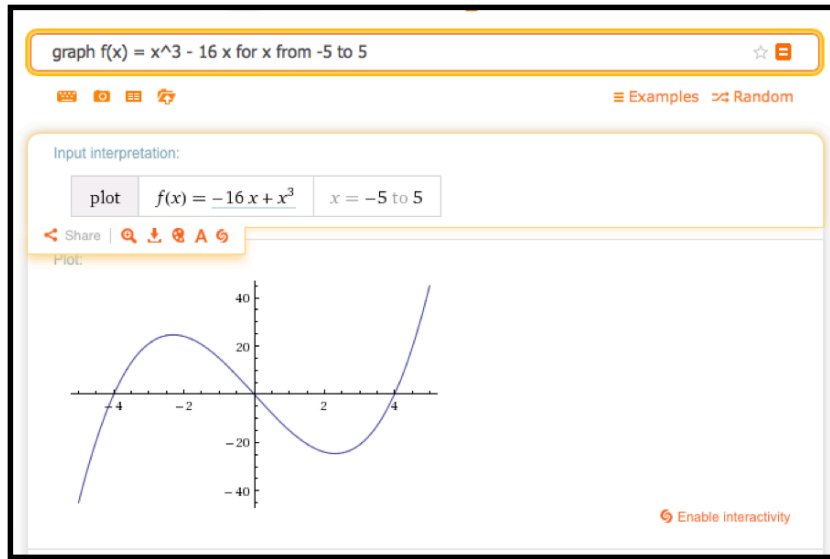 graph f(x) = x^3 - 16 x for x from -5 to 5
Examples Random
Input interpretation:
plot f(x) = −16 x + x³ x = −5 to 5
Share A
Plot:
40
20
−4 −2 2 4
−20
−40
Enable interactivity